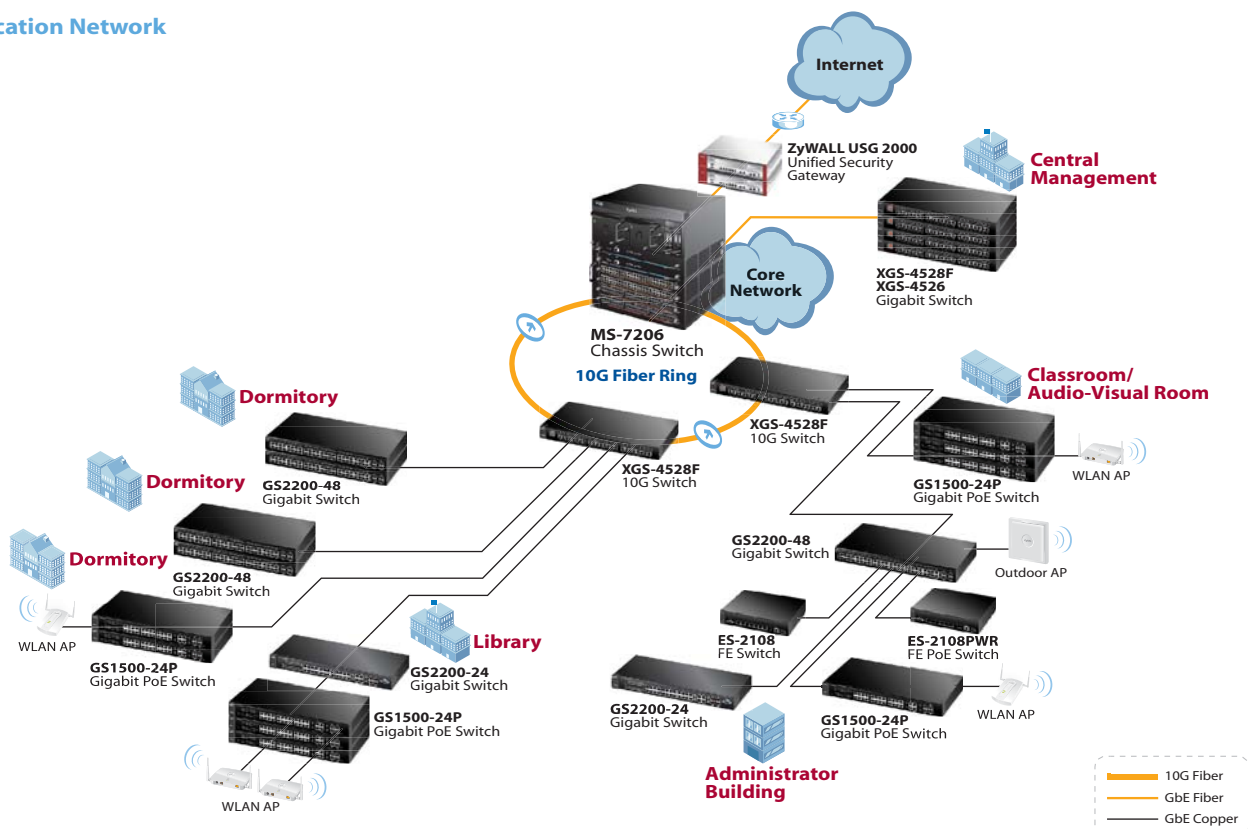 cation Network
Internet
ZyWALL USG 2000
Unified Security
Gateway
Central
Management
XGS-4528F
XGS-4526
Gigabit Switch
Core
Network
MS-7206
Chassis Switch
10G Fiber Ring
Classroom/
Audio-Visual Room
XGS-4528F
10G Switch
XGS-4528F
10G Switch
GS1500-24P
Gigabit PoE Switch
WLAN AP
Dormitory
GS2200-48
Gigabit Switch
Dormitory
GS2200-48
Gigabit Switch
Dormitory
WLAN AP
GS1500-24P
Gigabit PoE Switch
Library
GS2200-24
Gigabit Switch
GS1500-24P
Gigabit PoE Switch
WLAN AP
GS2200-48
Gigabit Switch
Outdoor AP
ES-2108
FE Switch
ES-2108PWR
FE PoE Switch
GS2200-24
Gigabit Switch
GS1500-24P
Gigabit PoE Switch
WLAN AP
Administrator
Building
10G Fiber
GbE Fiber
GbE Copper